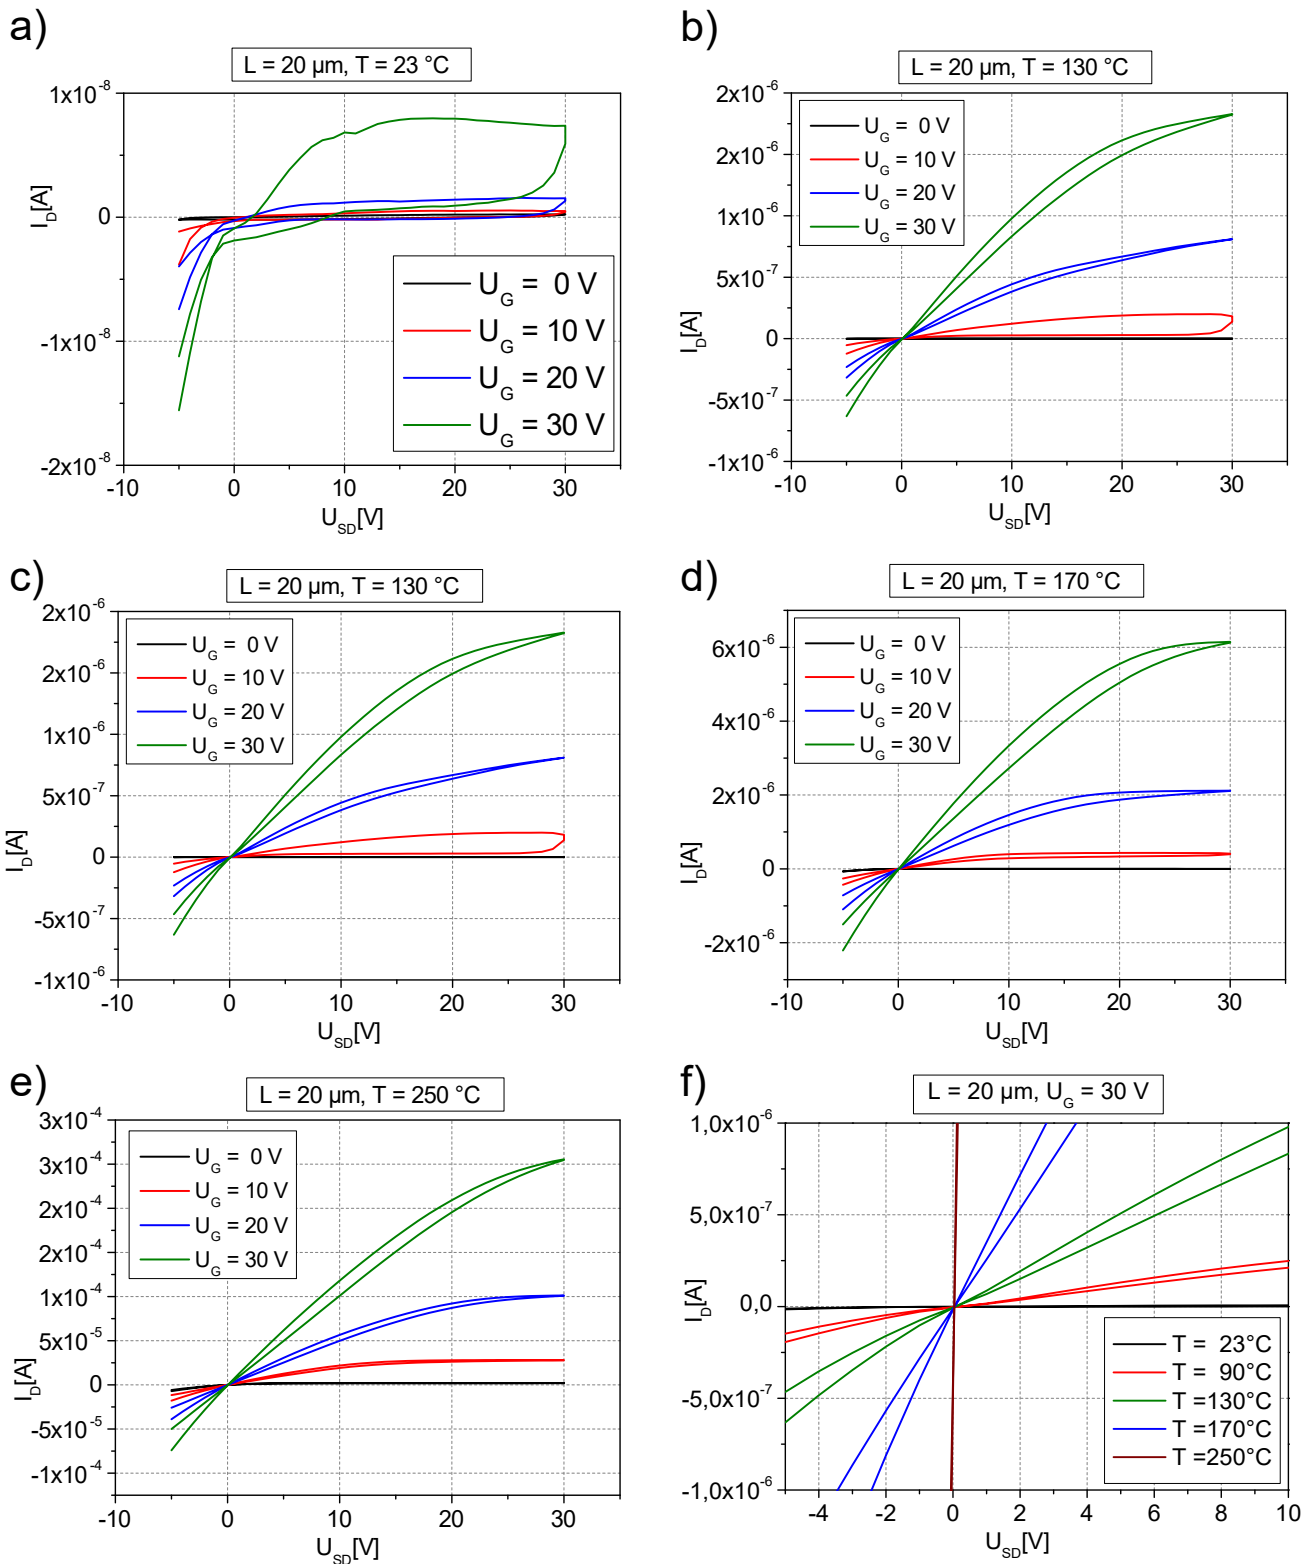 a)
L = 20 µm, T = 23 °C
1x10⁻⁸
0
-1x10⁻⁸
-2x10⁻⁸
I_D[A]
U_G = 0 V
U_G = 10 V
U_G = 20 V
U_G = 30 V
-10 0 10 20 30
U_SD[V]
b)
L = 20 µm, T = 130 °C
2x10⁻⁶
2x10⁻⁶
1x10⁻⁶
5x10⁻⁷
0
-5x10⁻⁷
-1x10⁻⁶
I_D[A]
U_G = 0 V
U_G = 10 V
U_G = 20 V
U_G = 30 V
-10 0 10 20 30
U_SD[V]
c)
L = 20 µm, T = 130 °C
2x10⁻⁶
2x10⁻⁶
1x10⁻⁶
5x10⁻⁷
0
-5x10⁻⁷
-1x10⁻⁶
I_D[A]
U_G = 0 V
U_G = 10 V
U_G = 20 V
U_G = 30 V
-10 0 10 20 30
U_SD[V]
d)
L = 20 µm, T = 170 °C
6x10⁻⁶
4x10⁻⁶
2x10⁻⁶
0
-2x10⁻⁶
I_D[A]
U_G = 0 V
U_G = 10 V
U_G = 20 V
U_G = 30 V
-10 0 10 20 30
U_SD[V]
e)
L = 20 µm, T = 250 °C
3x10⁻⁴
3x10⁻⁴
2x10⁻⁴
2x10⁻⁴
1x10⁻⁴
5x10⁻⁵
0
-5x10⁻⁵
-1x10⁻⁴
I_D[A]
U_G = 0 V
U_G = 10 V
U_G = 20 V
U_G = 30 V
-10 0 10 20 30
U_SD[V]
f)
L = 20 µm, U_G = 30 V
1,0x10⁻⁶
5,0x10⁻⁷
0,0
-5,0x10⁻⁷
-1,0x10⁻⁶
I_D[A]
T = 23°C
T = 90°C
T =130°C
T =170°C
T =250°C
-4 -2 0 2 4 6 8 10
U_SD[V]